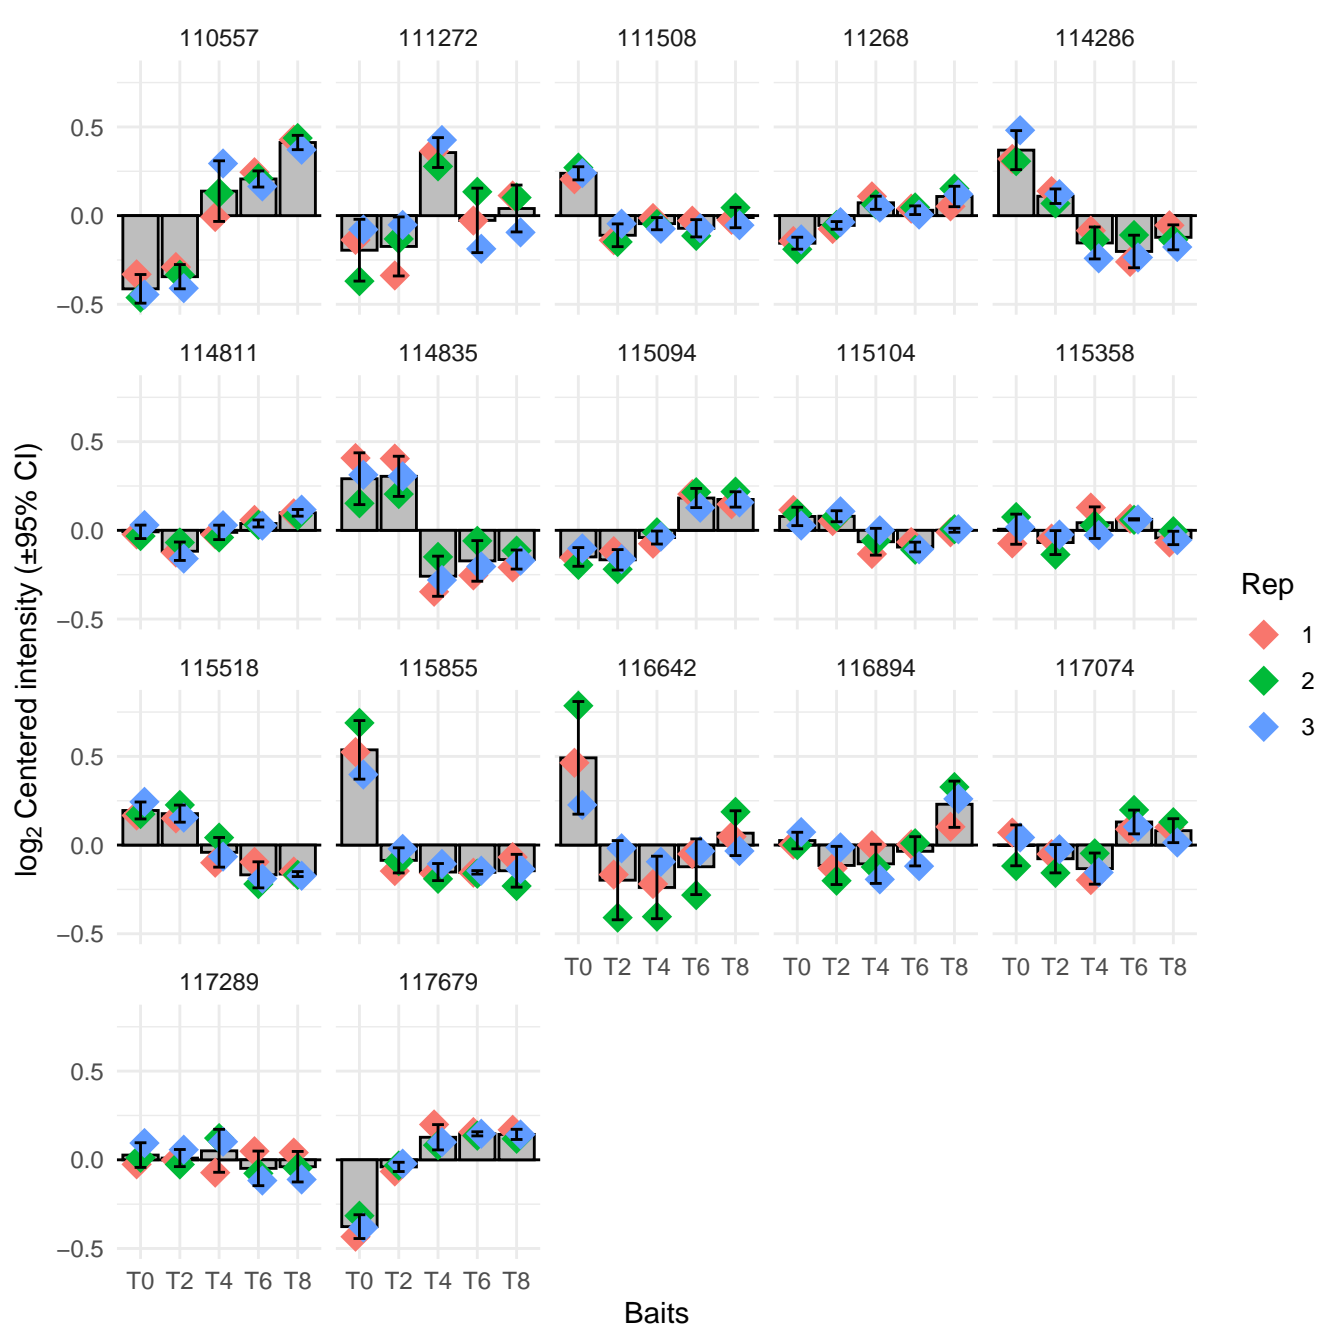 110557 111272 111508 11268 114286
0.5
0.0
−0.5
114811 114835 115094 115104 115358
0.5
0.0
−0.5
115518 115855 116642 116894 117074
0.5
0.0
−0.5
T0 T2 T4 T6 T8 T0 T2 T4 T6 T8 T0 T2 T4 T6 T8
117289 117679
0.5
0.0
−0.5
T0 T2 T4 T6 T8 T0 T2 T4 T6 T8
Baits
log2 Centered intensity (±95% CI)
Rep
1
2
3